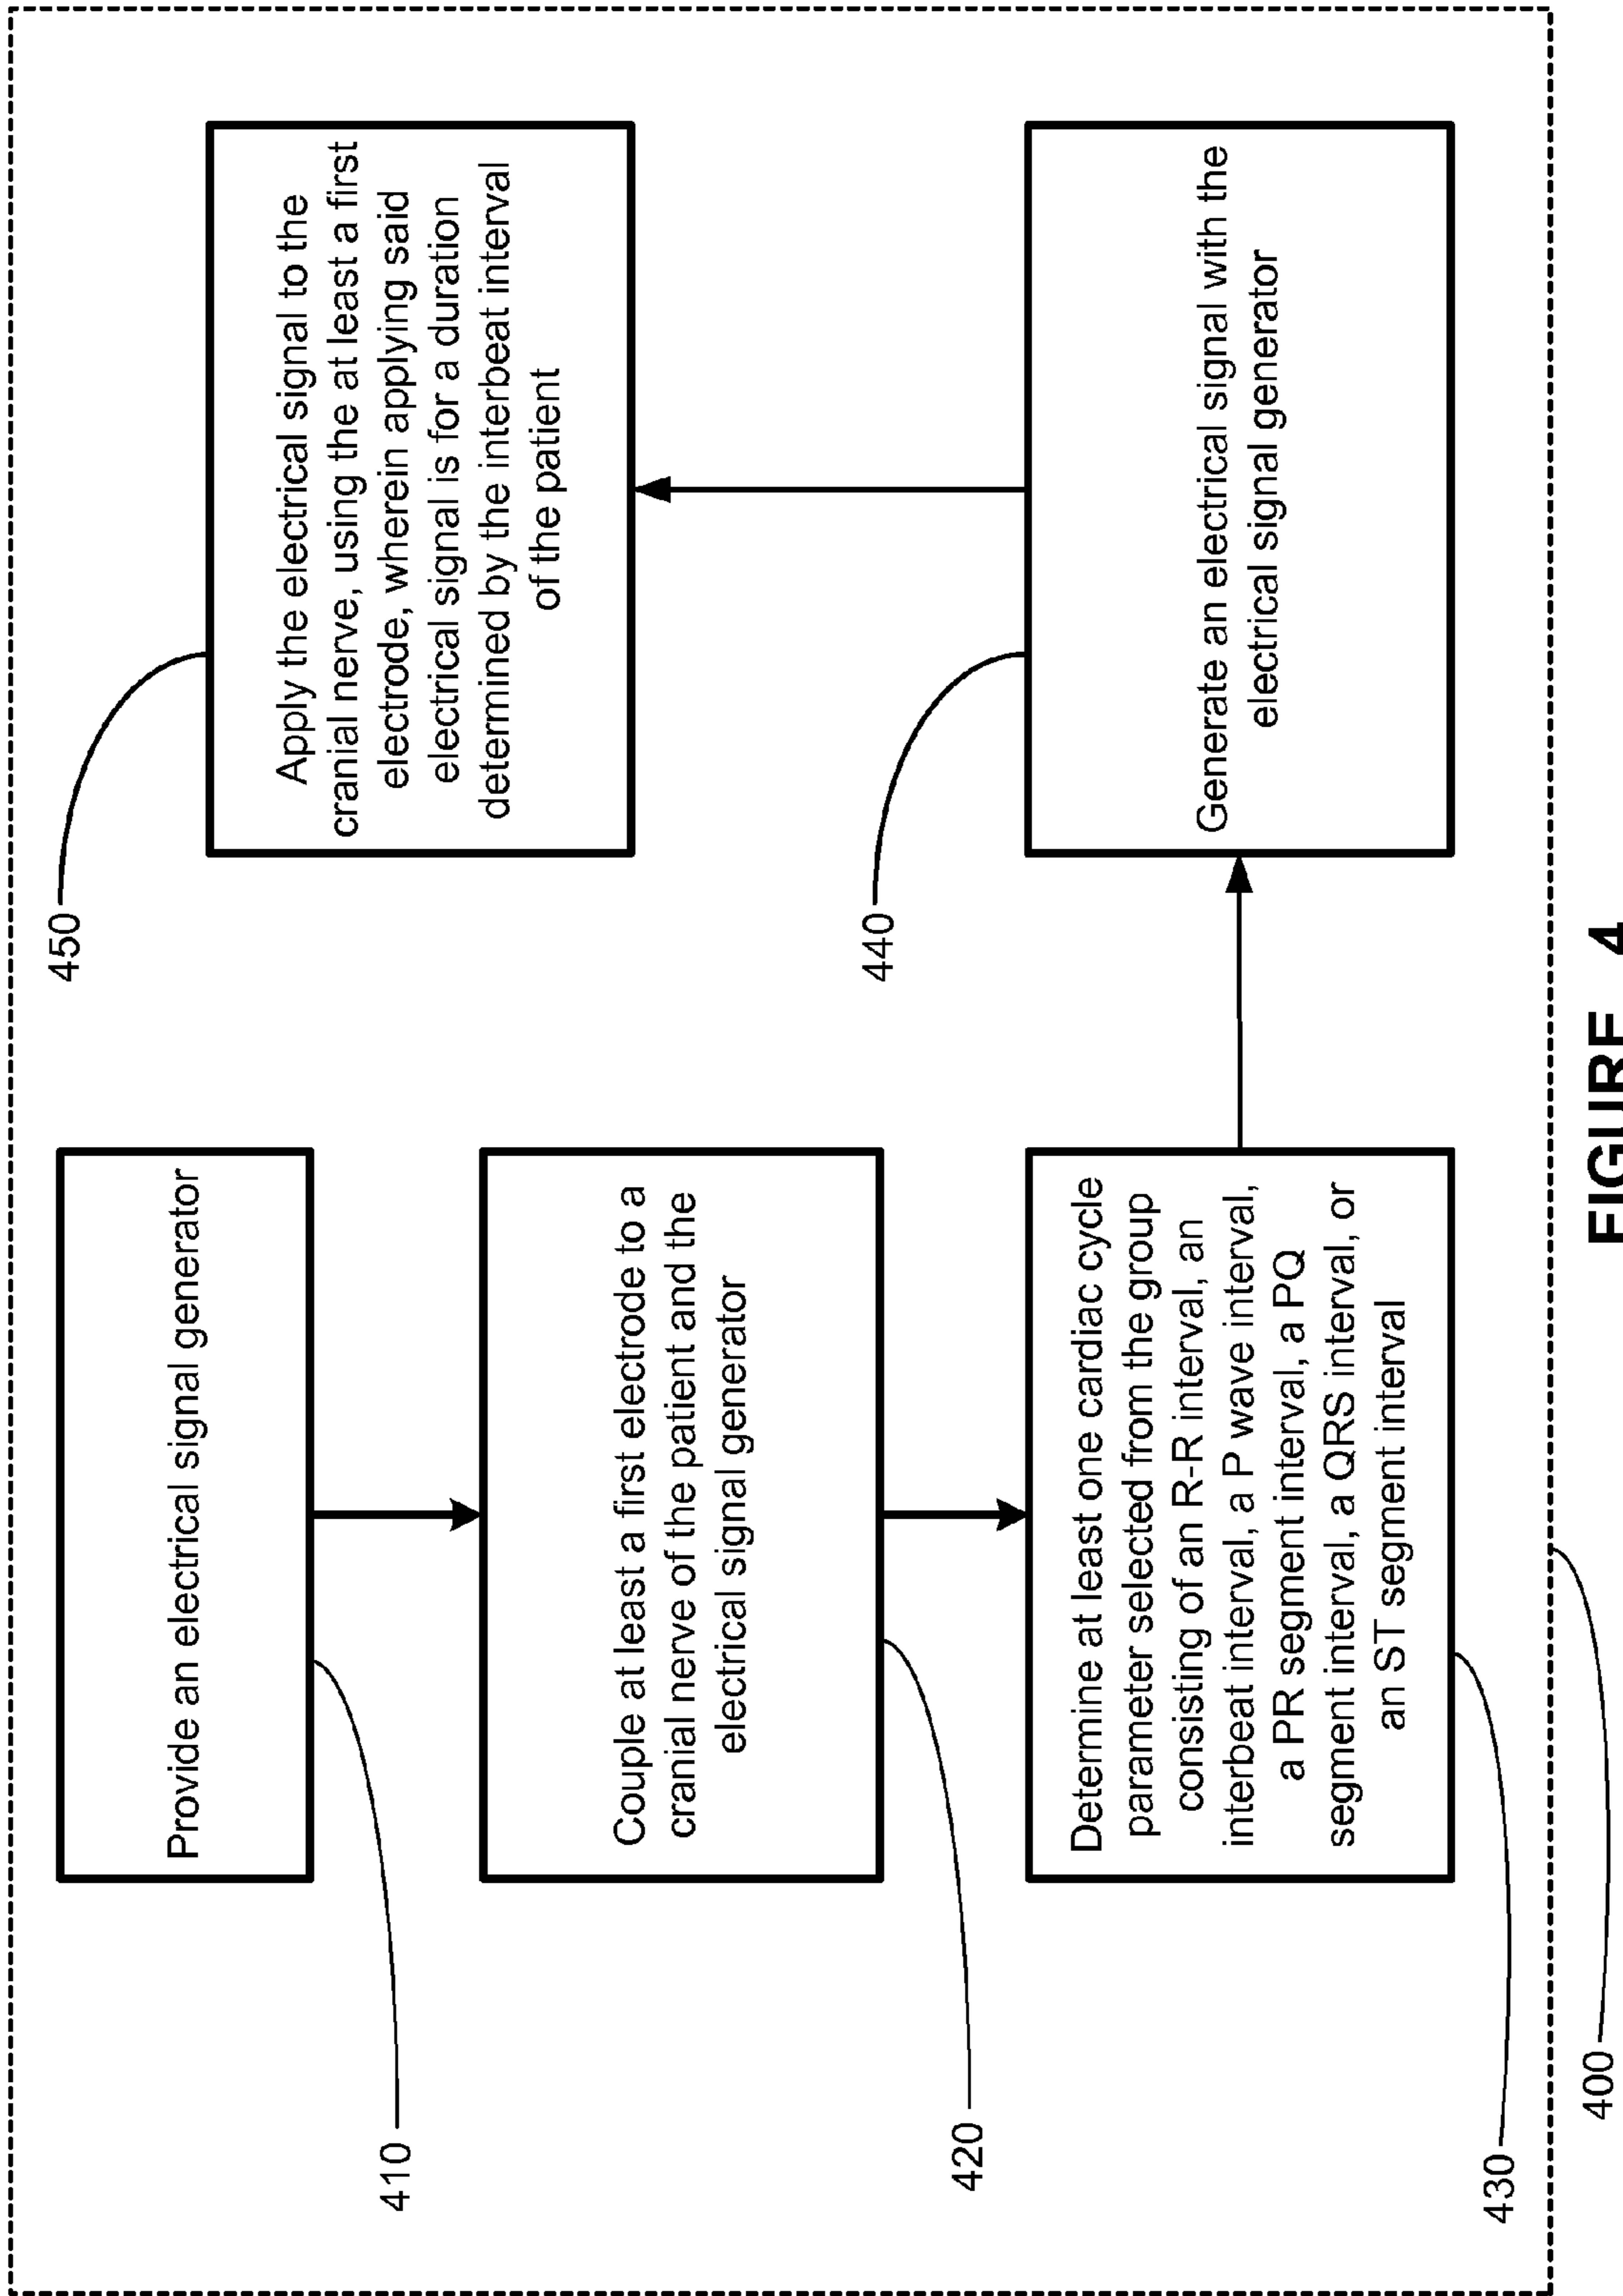 Provide an electrical signal generator
410
Couple at least a first electrode to a
cranial nerve of the patient and the
electrical signal generator
420
Determine at least one cardiac cycle
parameter selected from the group
consisting of an R-R interval, an
interbeat interval, a P wave interval,
a PR segment interval, a PQ
segment interval, a QRS interval, or
an ST segment interval
430
Generate an electrical signal with the
electrical signal generator
440
Apply the electrical signal to the
cranial nerve, using the at least a first
electrode, wherein applying said
electrical signal is for a duration
determined by the interbeat interval
of the patient
450
400
FIGURE 4